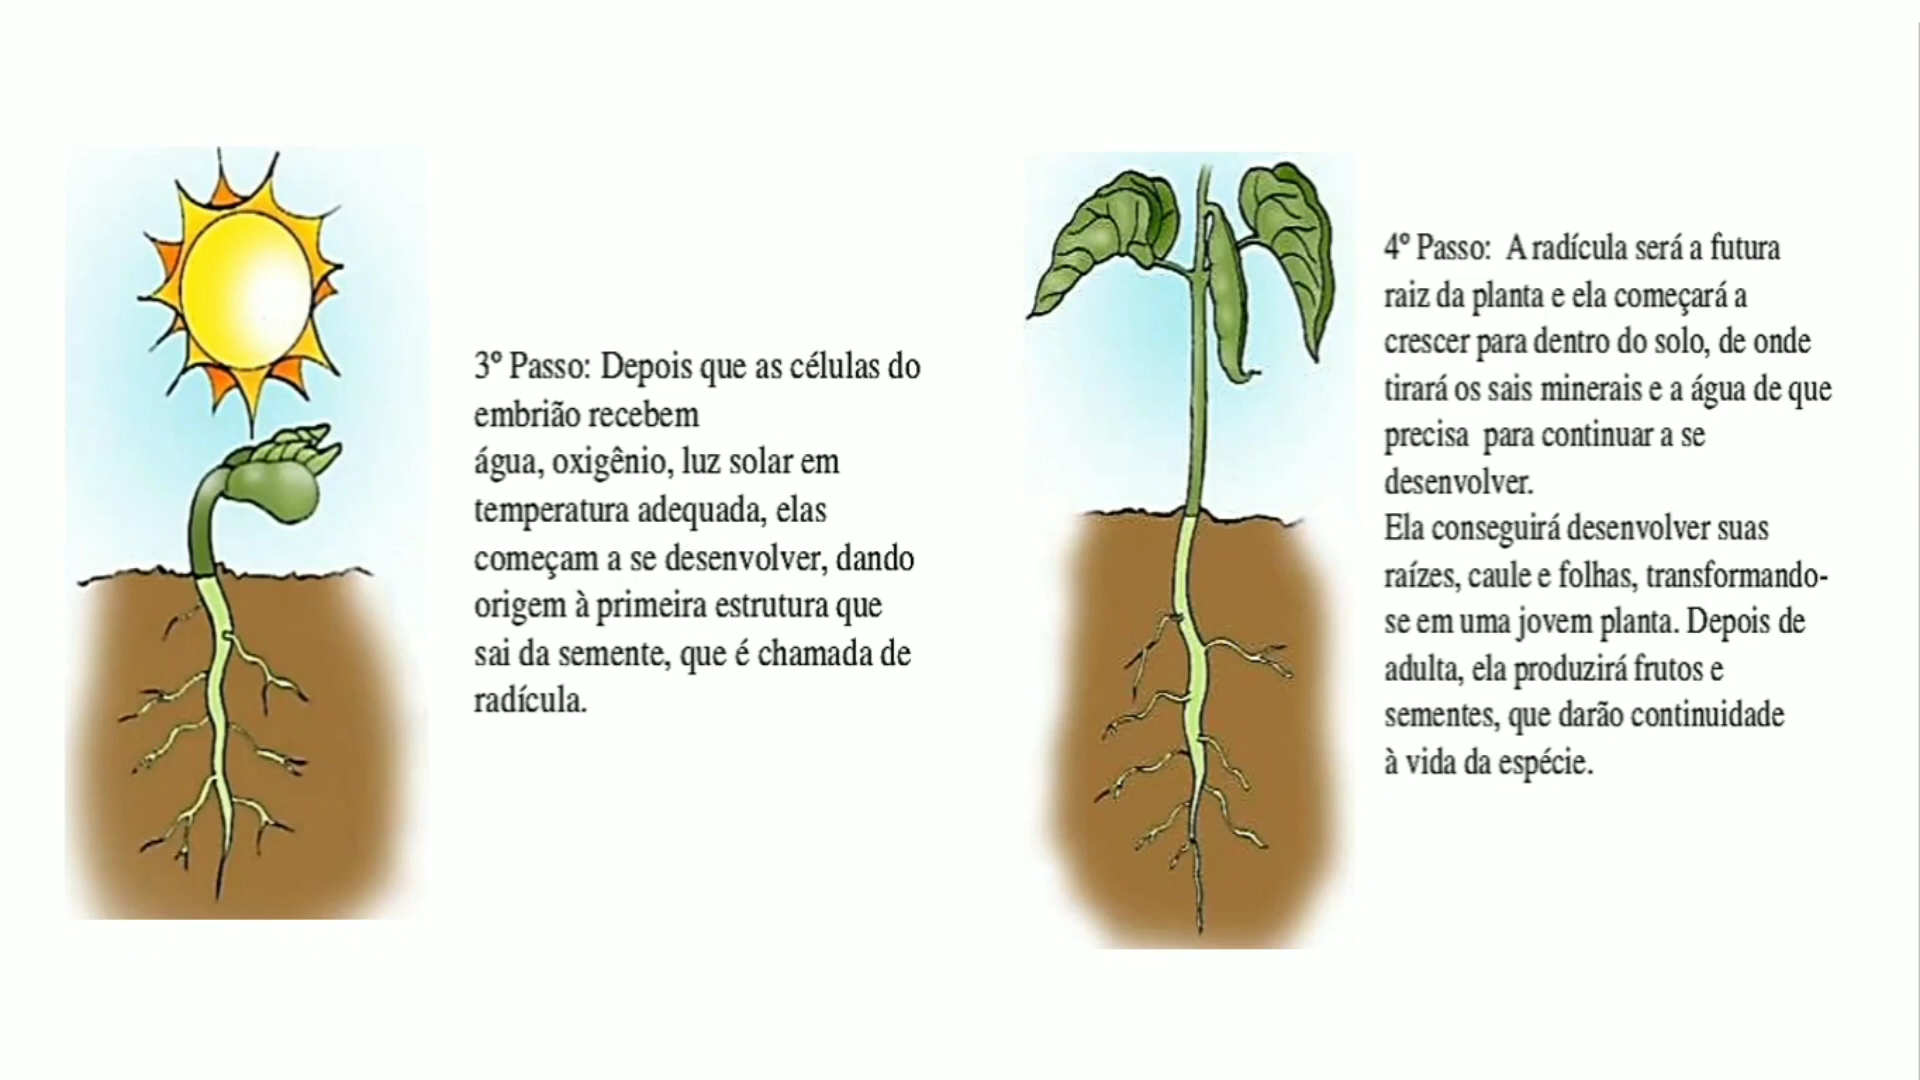 3º Passo: Depois que as células do
embrião recebem
água, oxigênio, luz solar em
temperatura adequada, elas
começam a se desenvolver, dando
origem à primeira estrutura que
sai da semente, que é chamada de
radícula.
4º Passo: A radícula será a futura
raiz da planta e ela começará a
crescer para dentro do solo, de onde
tirará os sais minerais e a água de que
precisa para continuar a se
desenvolver.
Ela conseguirá desenvolver suas
raízes, caule e folhas, transformando-
se em uma jovem planta. Depois de
adulta, ela produzirá frutos e
sementes, que darão continuidade
à vida da espécie.